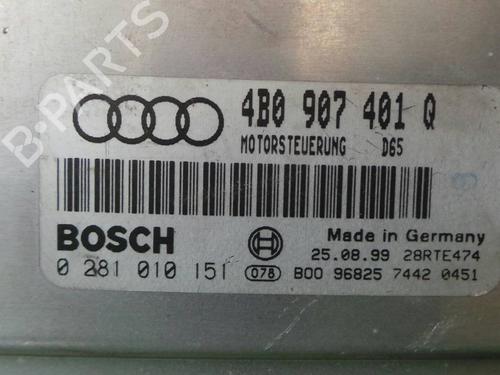 B-PARTS
4B0 907 401 Q
MOTORSTEUERUNG D65
BOSCH
Made in Germany
25.08.99 28RTE474
0 281 010 151 078 B00 96825 7442 0451